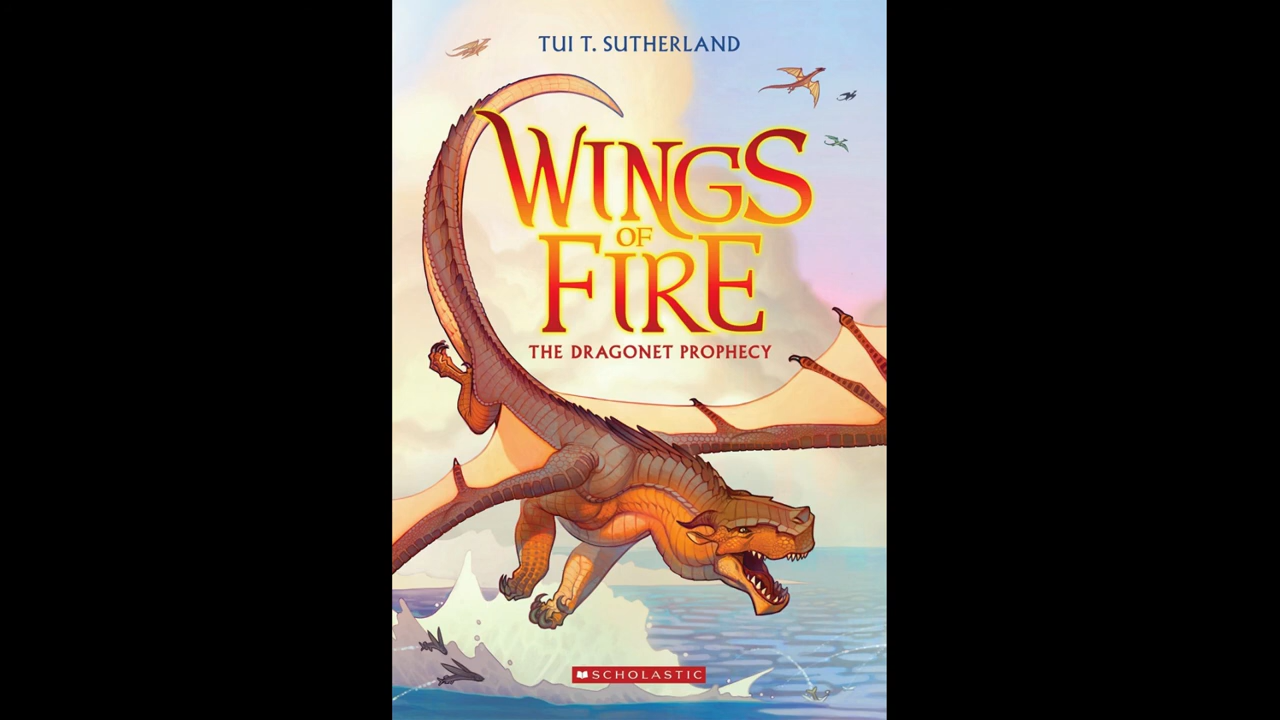 TUI T. SUTHERLAND
WINGS
OF
FIRE
THE DRAGONET PROPHECY
SCHOLASTIC